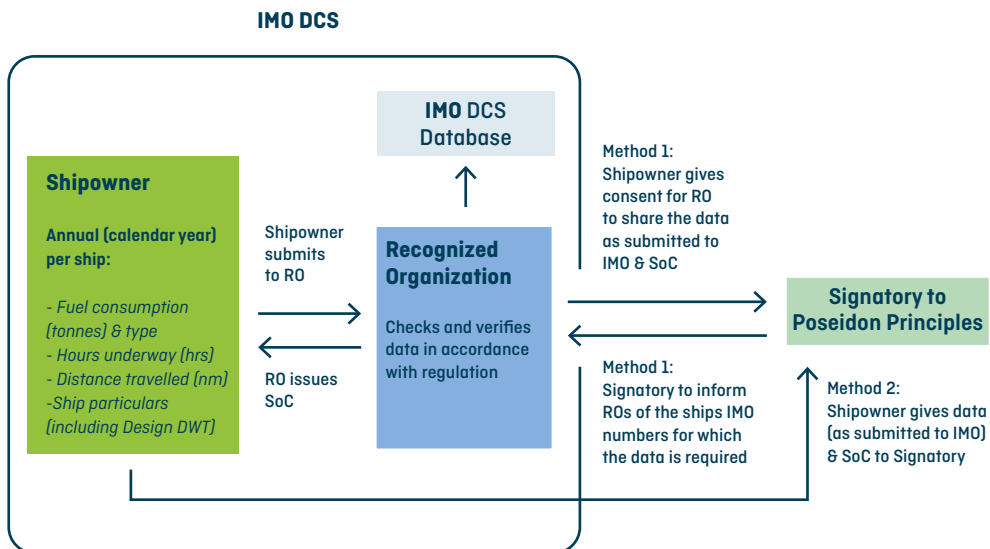 IMO DCS
IMO DCS
Database
Shipowner
Annual (calendar year)
per ship:
- Fuel consumption
(tonnes) & type
- Hours underway (hrs)
- Distance travelled (nm)
-Ship particulars
(including Design DWT)
Shipowner
submits
to RO
RO issues
SoC
Recognized
Organization
Checks and verifies
data in accordance
with regulation
Method 1:
Shipowner gives
consent for RO
to share the data
as submitted to
IMO & SoC
Method 1:
Signatory to inform
ROs of the ships IMO
numbers for which
the data is required
Signatory to
Poseidon Principles
Method 2:
Shipowner gives data
(as submitted to IMO)
& SoC to Signatory